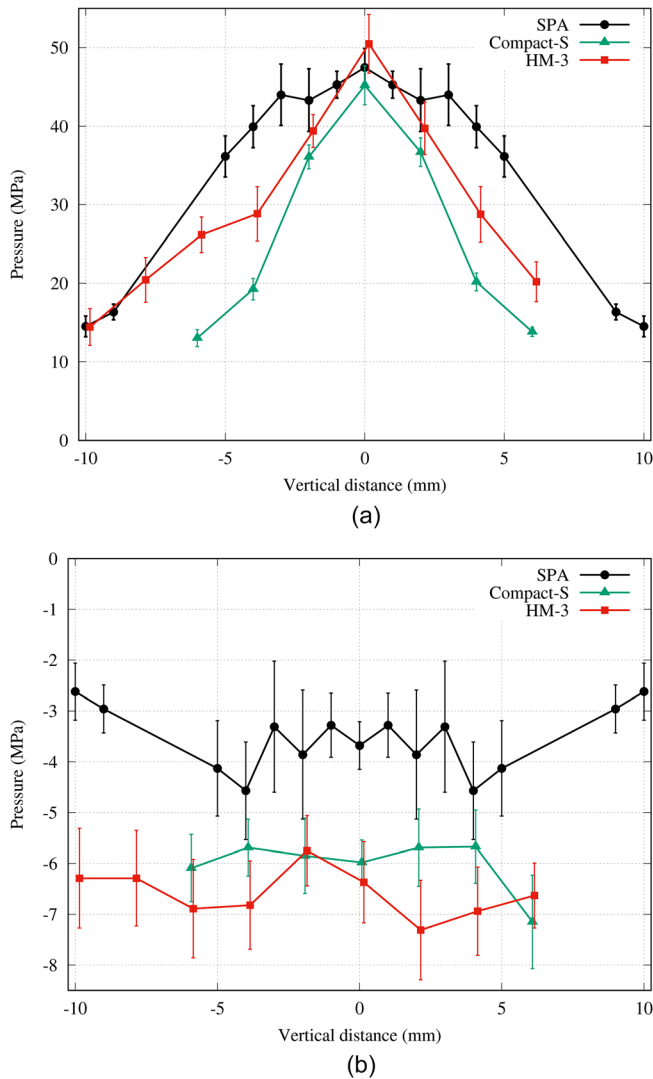 SPA
Compact-S
HM-3
50
40
30
20
10
0
Pressure (MPa)
-10 -5 0 5 10
Vertical distance (mm)
(a)
SPA
Compact-S
HM-3
0
-1
-2
-3
-4
-5
-6
-7
-8
Pressure (MPa)
-10 -5 0 5 10
Vertical distance (mm)
(b)